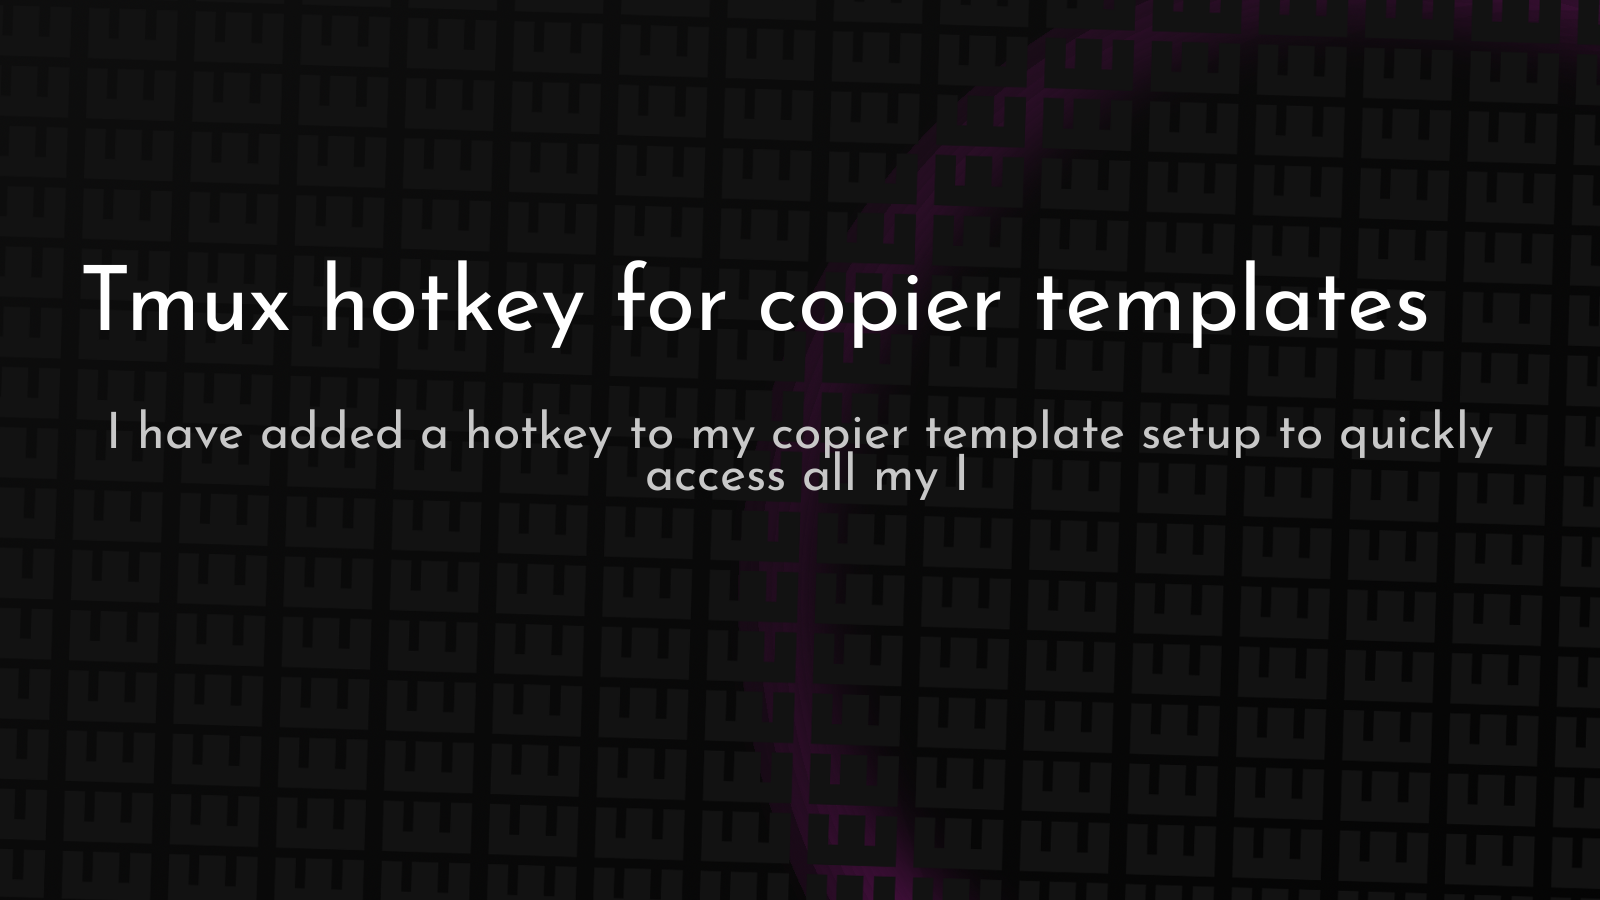 Tmux hotkey for copier templates
I have added a hotkey to my copier template setup to quickly
access all my I